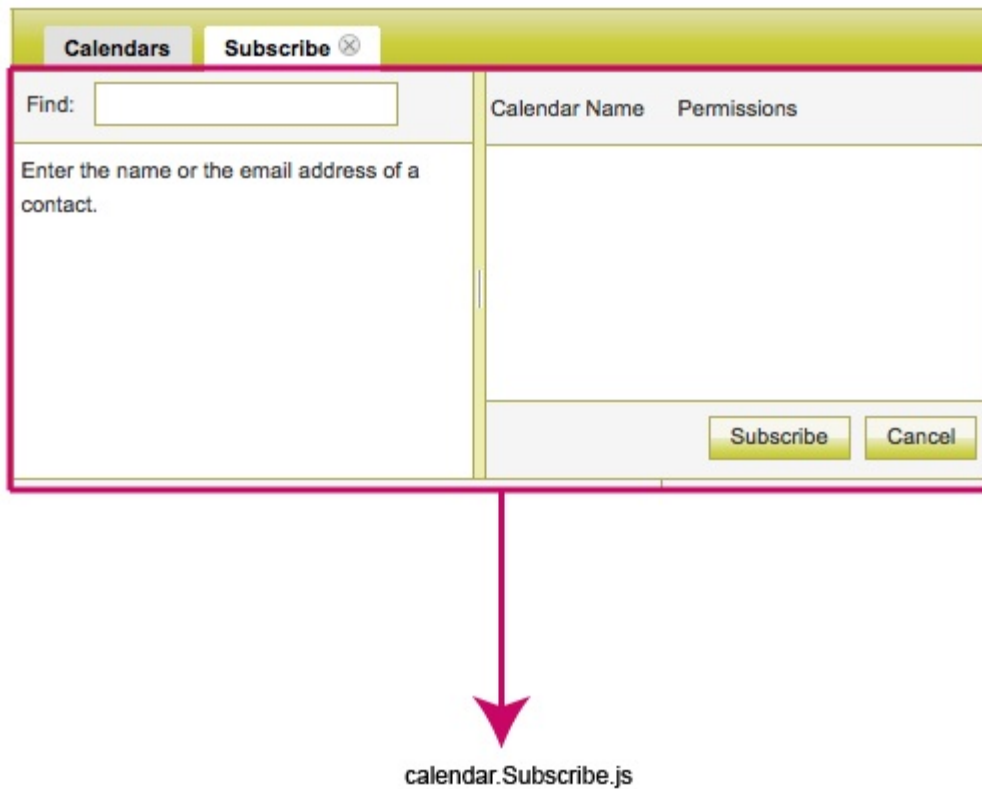 Calendars
Subscribe
Find:
Enter the name or the email address of a
contact.
Calendar Name
Permissions
Subscribe
Cancel
calendar.Subscribe.js